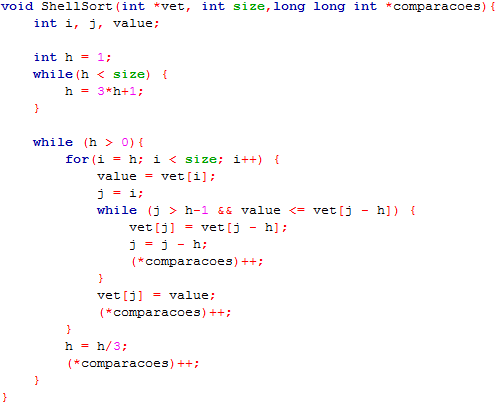 void ShellSort(int *vet, int size,long long int *comparacoes){
    int i, j, value;

    int h = 1;
    while(h < size) {
        h = 3*h+1;
    }

    while (h > 0){
        for(i = h; i < size; i++) {
            value = vet[i];
            j = i;
            while (j > h-1 && value <= vet[j - h]) {
                vet[j] = vet[j - h];
                j = j - h;
                (*comparacoes)++;
            }
            vet[j] = value;
            (*comparacoes)++;
        }
        h = h/3;
        (*comparacoes)++;
    }
}